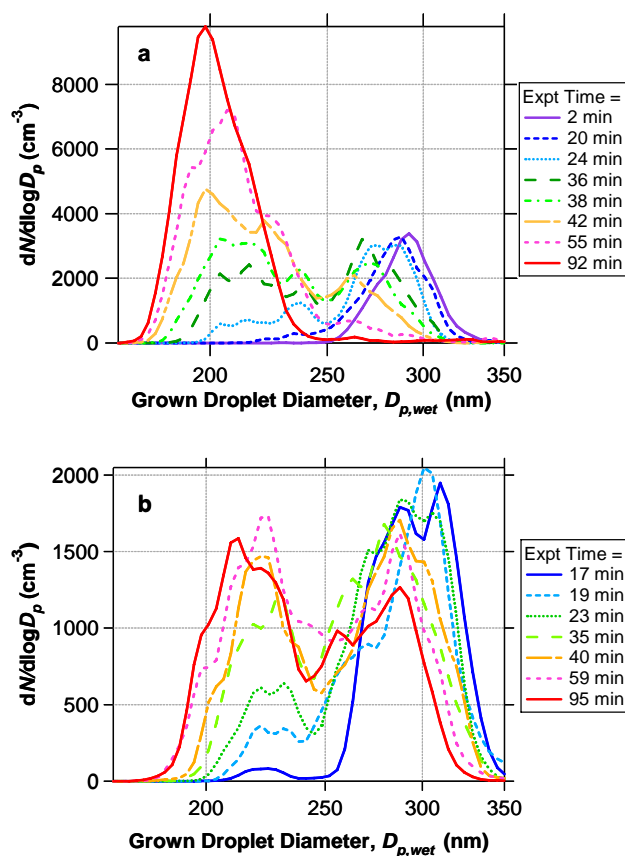 a
8000
6000
4000
2000
0
dN/dlogDp (cm-3)
200
250
300
350
Grown Droplet Diameter, Dp,wet (nm)
Expt Time =
2 min
20 min
24 min
36 min
38 min
42 min
55 min
92 min
b
2000
1500
1000
500
0
dN/dlogDp (cm-3)
200
250
300
350
Grown Droplet Diameter, Dp,wet (nm)
Expt Time =
17 min
19 min
23 min
35 min
40 min
59 min
95 min